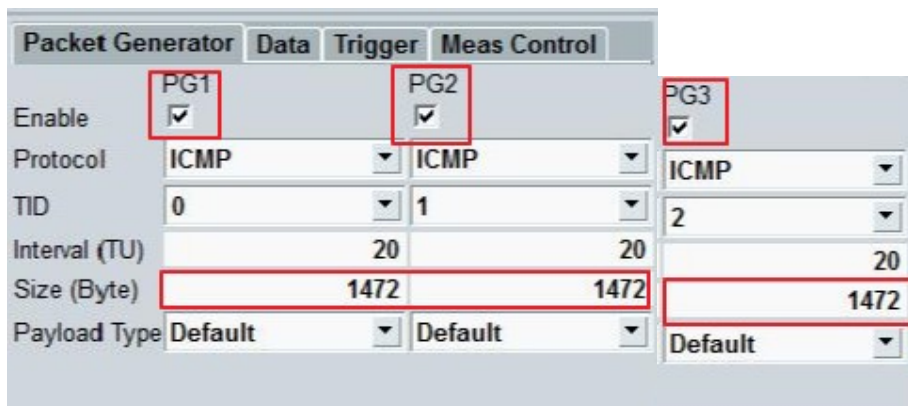 Packet Generator Data Trigger Meas Control
PG1 PG2 PG3
Enable
Protocol ICMP ICMP ICMP
TID 0 1 2
Interval (TU) 20 20 20
Size (Byte) 1472 1472 1472
Payload Type Default Default Default